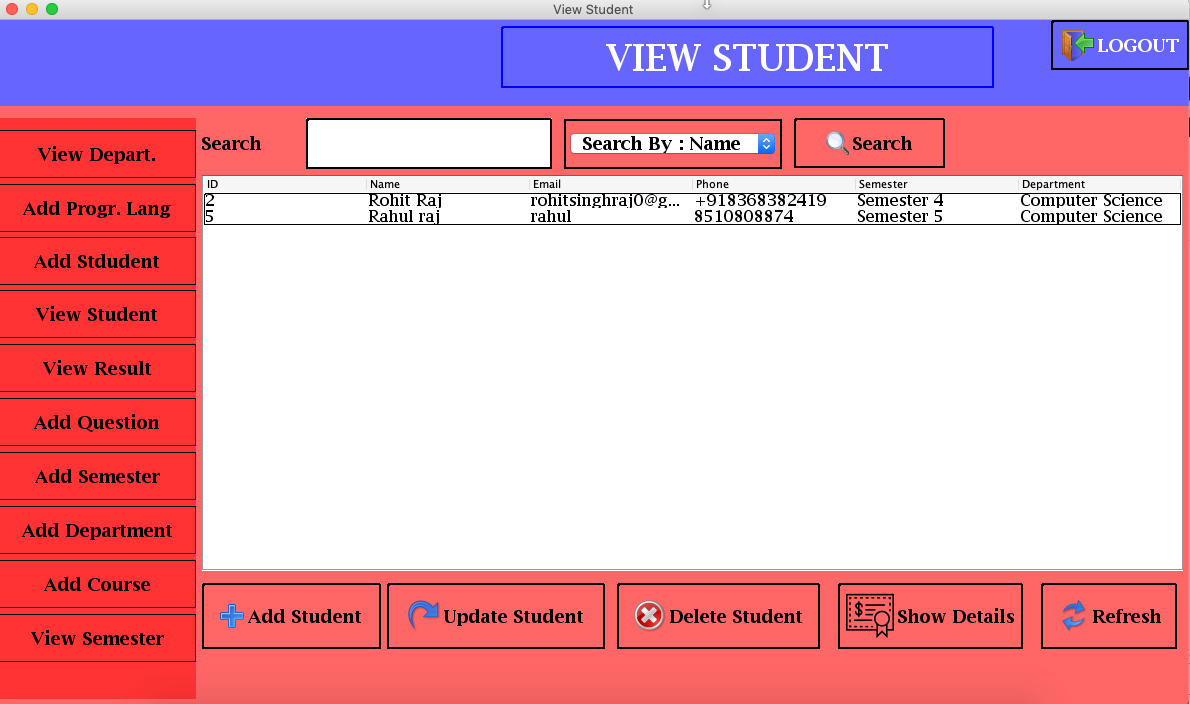 View Student
VIEW STUDENT
LOGOUT
View Depart.
Add Progr. Lang
Add Stdudent
View Student
View Result
Add Question
Add Semester
Add Department
Add Course
View Semester
Search
Search By : Name
Search
ID Name Email Phone Semester Department
2 Rohit Raj rohitsinghraj0@g... +918368382419 Semester 4 Computer Science
5 Rahul raj rahul 8510808874 Semester 5 Computer Science
Add Student
Update Student
Delete Student
$
Show Details
Refresh